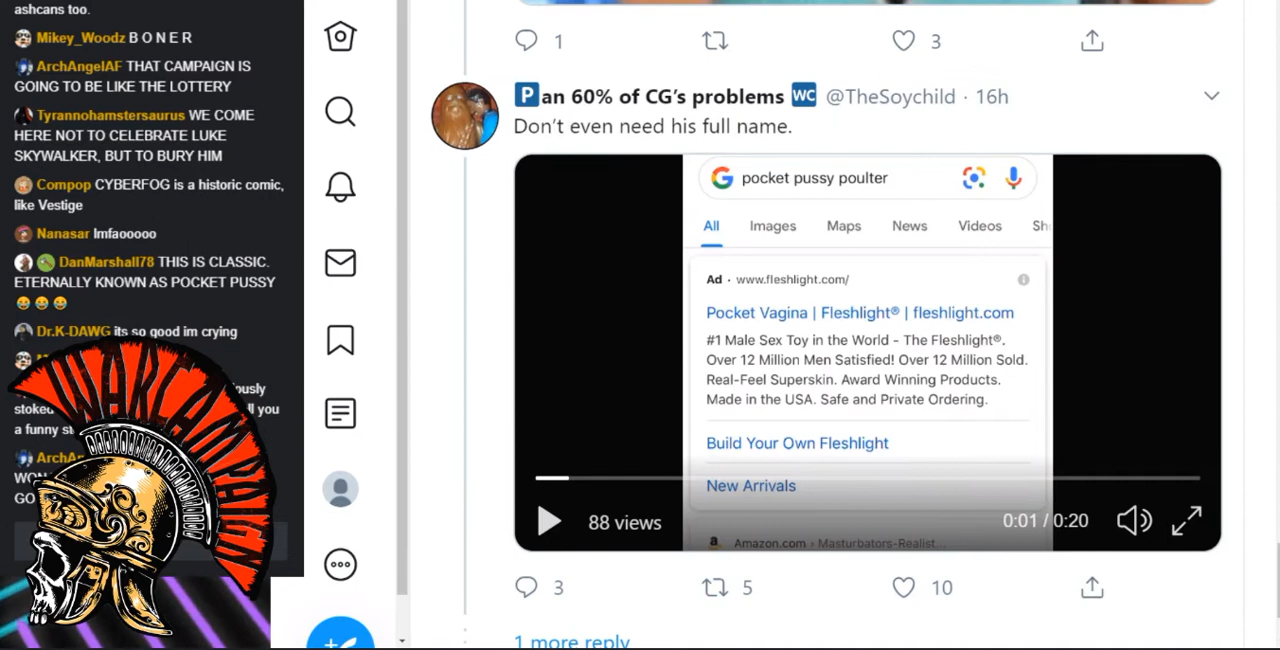 ashcans too.
Mikey_Woodz B O N E R
ArchAngelAF THAT CAMPAIGN IS
GOING TO BE LIKE THE LOTTERY
Tyrannohamstersaurus WE COME
HERE NOT TO CELEBRATE LUKE
SKYWALKER, BUT TO BURY HIM
Compop CYBERFOG is a historic comic,
like Vestige
Nanasar lmfaooooo
DanMarshall78 THIS IS CLASSIC.
ETERNALLY KNOWN AS POCKET PUSSY
😂 😂 😂
Dr.K-DAWG its so good im crying
stoked
ll you
a funny
WARCAMPAIGN
1
3
🅿️an 60% of CG's problems 🚾 @TheSoychild · 16h
Don't even need his full name.
pocket pussy poulter
All Images Maps News Videos Sh
Ad · www.fleshlight.com/
Pocket Vagina | Fleshlight® | fleshlight.com
#1 Male Sex Toy in the World - The Fleshlight®.
Over 12 Million Men Satisfied! Over 12 Million Sold.
Real-Feel Superskin. Award Winning Products.
Made in the USA. Safe and Private Ordering.
Build Your Own Fleshlight
New Arrivals
88 views
0:01 / 0:20
Amazon.com › Masturbators-Realist...
3
5
10
1 more reply